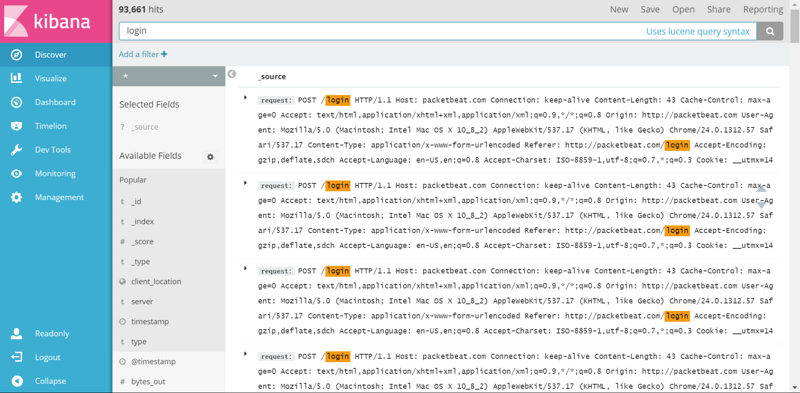 kibana
Discover
Visualize
Dashboard
Timelion
Dev Tools
Monitoring
Management
Readonly
Logout
Collapse
93,661 hits
New Save Open Share Reporting
login
Uses lucene query syntax
Add a filter +
*
Selected Fields
? _source
Available Fields
Popular
t _id
t _index
# _score
t _type
client_location
t server
timestamp
t type
@timestamp
# bytes_out
_source
request: POST /login HTTP/1.1 Host: packetbeat.com Connection: keep-alive Content-Length: 43 Cache-Control: max-a
ge=0 Accept: text/html,application/xhtml+xml,application/xml;q=0.9,*/*;q=0.8 Origin: http://packetbeat.com User-Ag
ent: Mozilla/5.0 (Macintosh; Intel Mac OS X 10_8_2) AppleWebKit/537.17 (KHTML, like Gecko) Chrome/24.0.1312.57 Saf
ari/537.17 Content-Type: application/x-www-form-urlencoded Referer: http://packetbeat.com/login Accept-Encoding:
gzip,deflate,sdch Accept-Language: en-US,en;q=0.8 Accept-Charset: ISO-8859-1,utf-8;q=0.7,*;q=0.3 Cookie: __utmx=14
request: POST /login HTTP/1.1 Host: packetbeat.com Connection: keep-alive Content-Length: 43 Cache-Control: max-a
ge=0 Accept: text/html,application/xhtml+xml,application/xml;q=0.9,*/*;q=0.8 Origin: http://packetbeat.com User-Ag
ent: Mozilla/5.0 (Macintosh; Intel Mac OS X 10_8_2) AppleWebKit/537.17 (KHTML, like Gecko) Chrome/24.0.1312.57 Saf
ari/537.17 Content-Type: application/x-www-form-urlencoded Referer: http://packetbeat.com/login Accept-Encoding:
gzip,deflate,sdch Accept-Language: en-US,en;q=0.8 Accept-Charset: ISO-8859-1,utf-8;q=0.7,*;q=0.3 Cookie: __utmx=14
request: POST /login HTTP/1.1 Host: packetbeat.com Connection: keep-alive Content-Length: 43 Cache-Control: max-a
ge=0 Accept: text/html,application/xhtml+xml,application/xml;q=0.9,*/*;q=0.8 Origin: http://packetbeat.com User-Ag
ent: Mozilla/5.0 (Macintosh; Intel Mac OS X 10_8_2) AppleWebKit/537.17 (KHTML, like Gecko) Chrome/24.0.1312.57 Saf
ari/537.17 Content-Type: application/x-www-form-urlencoded Referer: http://packetbeat.com/login Accept-Encoding:
gzip,deflate,sdch Accept-Language: en-US,en;q=0.8 Accept-Charset: ISO-8859-1,utf-8;q=0.7,*;q=0.3 Cookie: __utmx=14
request: POST /login HTTP/1.1 Host: packetbeat.com Connection: keep-alive Content-Length: 43 Cache-Control: max-a
ge=0 Accept: text/html,application/xhtml+xml,application/xml;q=0.9,*/*;q=0.8 Origin: http://packetbeat.com User-Ag
ent: Mozilla/5.0 (Macintosh; Intel Mac OS X 10_8_2) AppleWebKit/537.17 (KHTML, like Gecko) Chrome/24.0.1312.57 Saf